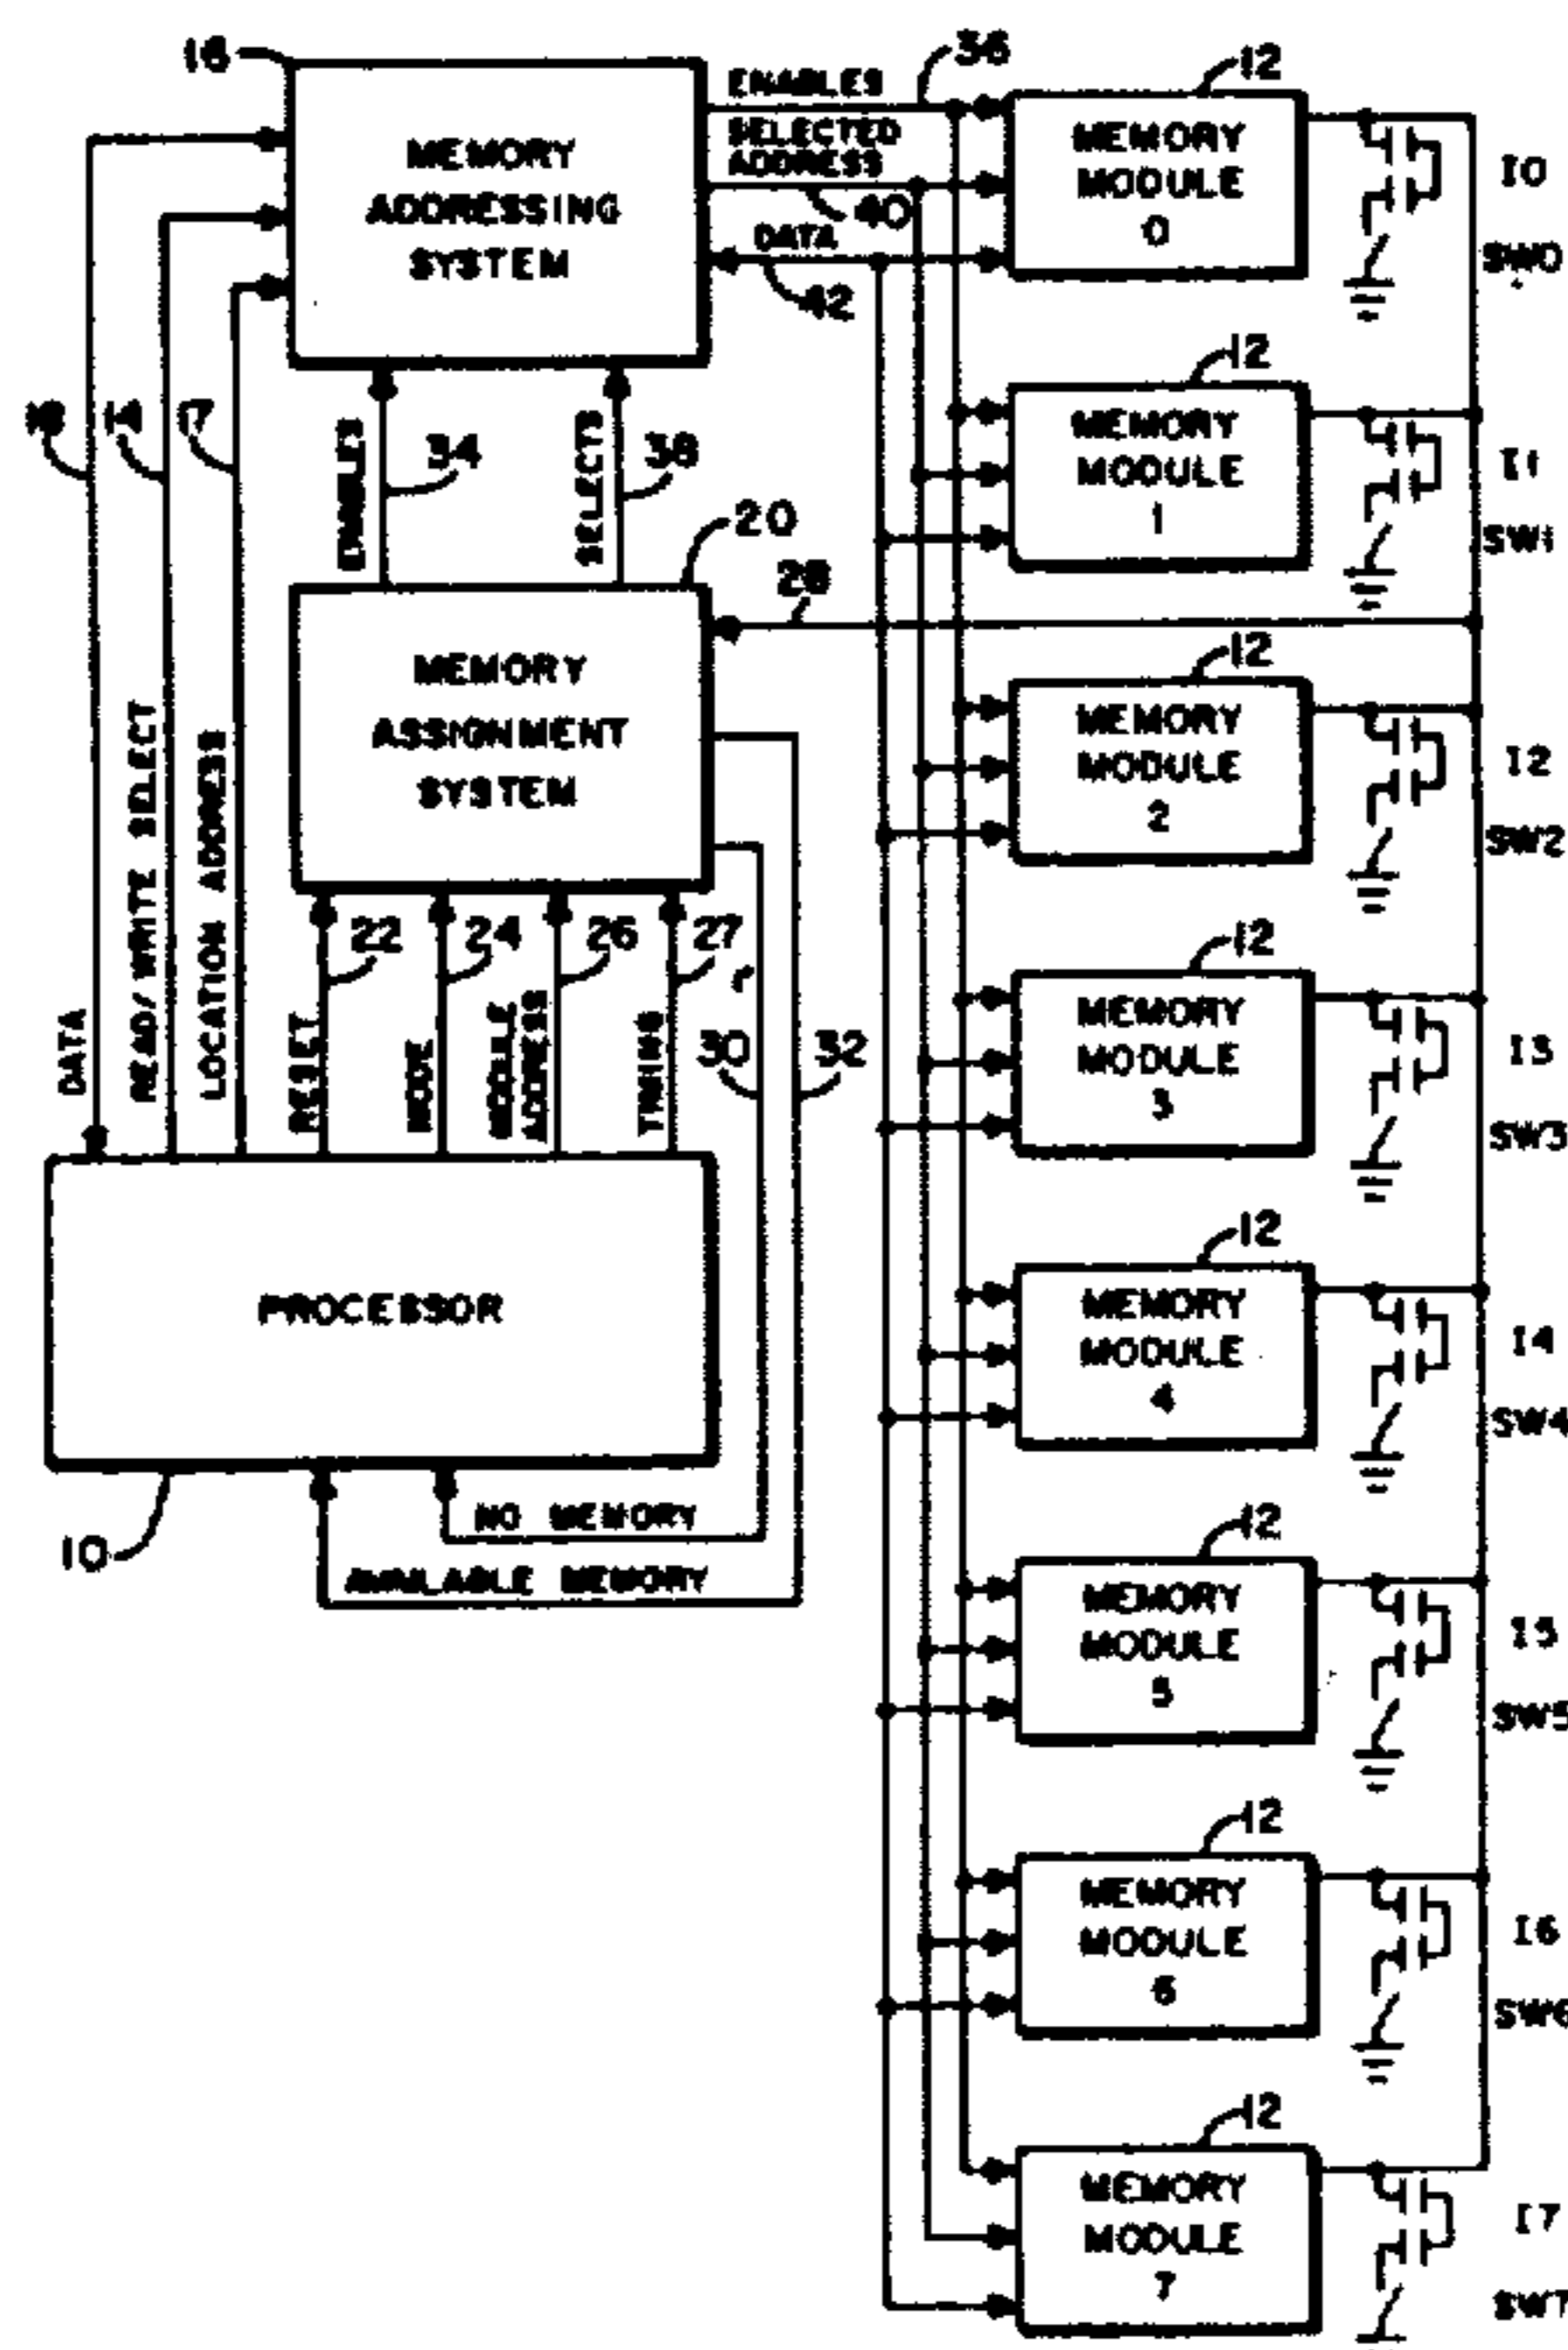 16
MEMORY
ADDRESSING
SYSTEM
ENABLES
36
SELECTED
ADDRESS
40
DATA
42
18
14
17
ENABLES
34
SELECTS
38
20
28
MEMORY
ASSIGNMENT
SYSTEM
DATA
READ/WRITE SELECT
LOCATION ADDRESS
RESET
22
MODE
24
MODULE
ADDRESS
26
TIMING
27
30
32
PROCESSOR
10
NO MEMORY
AVAILABLE MEMORY
12
MEMORY
MODULE
0
I0
SW0
12
MEMORY
MODULE
1
I1
SW1
12
MEMORY
MODULE
2
I2
SW2
12
MEMORY
MODULE
3
I3
SW3
12
MEMORY
MODULE
4
I4
SW4
12
MEMORY
MODULE
5
I5
SW5
12
MEMORY
MODULE
6
I6
SW6
12
MEMORY
MODULE
7
I7
SW7